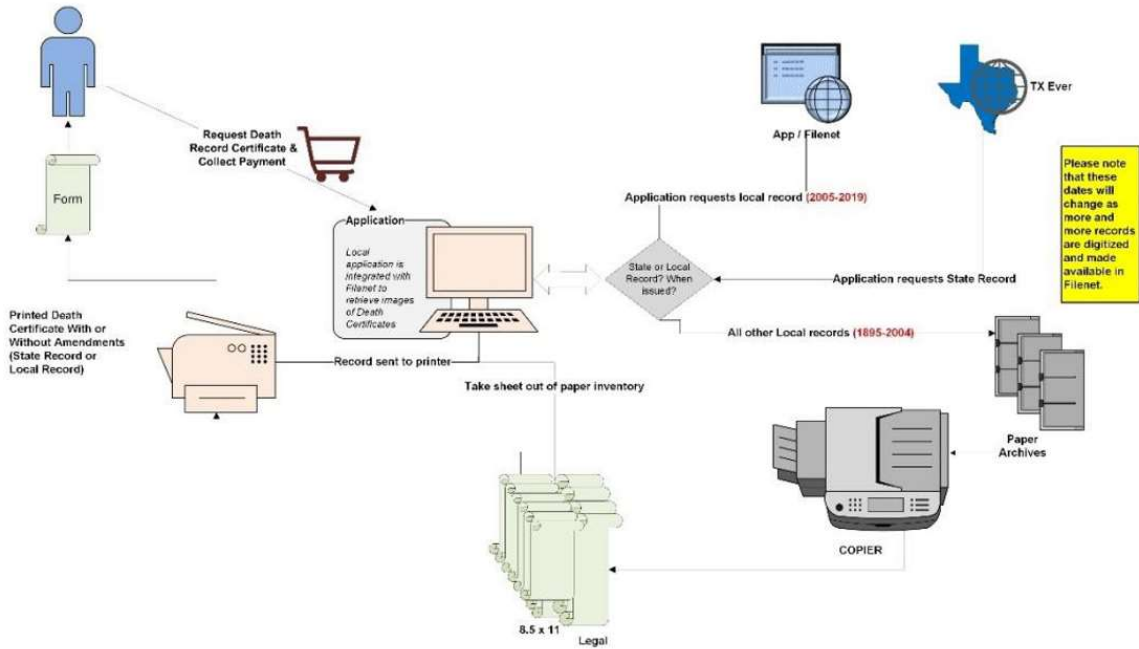 Request Death
Record Certificate &
Collect Payment
Form
App / Filenet
TX Ever
Please note
that these
dates will
change as
more and
more records
are digitized
and made
available in
Filenet.
Application requests local record (2005-2019)
Application
Local
application is
integrated with
Filenet to
retrieve images
of Death
Certificates
State or Local
Record? When
issued?
Application requests State Record
Printed Death
Certificate With or
Without Amendments
(State Record or
Local Record)
All other Local records (1895-2004)
Record sent to printer
Take sheet out of paper inventory
Paper
Archives
COPIER
8.5 x 11
Legal